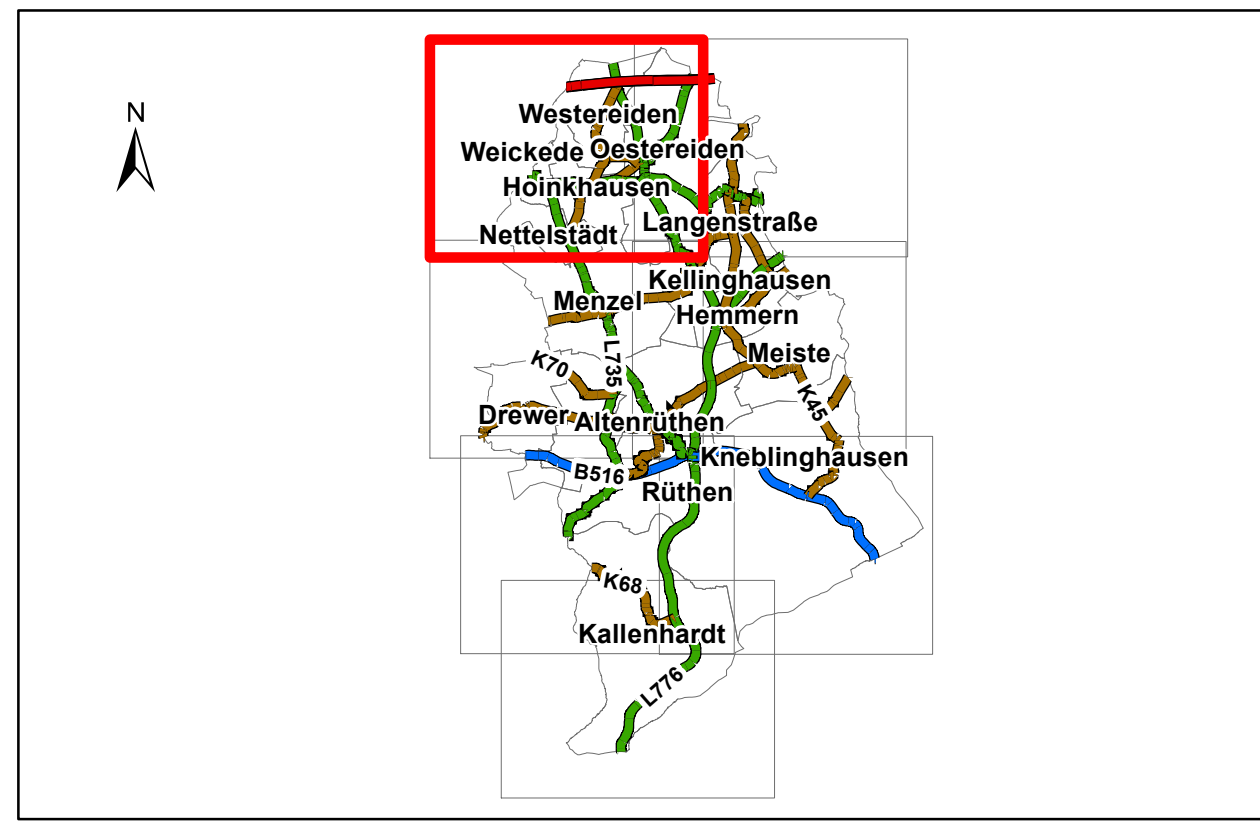 N
Westereiden
Weickede
Oestereiden
Hoinkhausen
Langenstraße
Nettelstädt
Kellinghausen
Menzel
Hemmern
Meiste
L735
K70
K45
Drewer
Altenrüthen
Kneblinghausen
B516
Rüthen
K68
Kallenhardt
L776